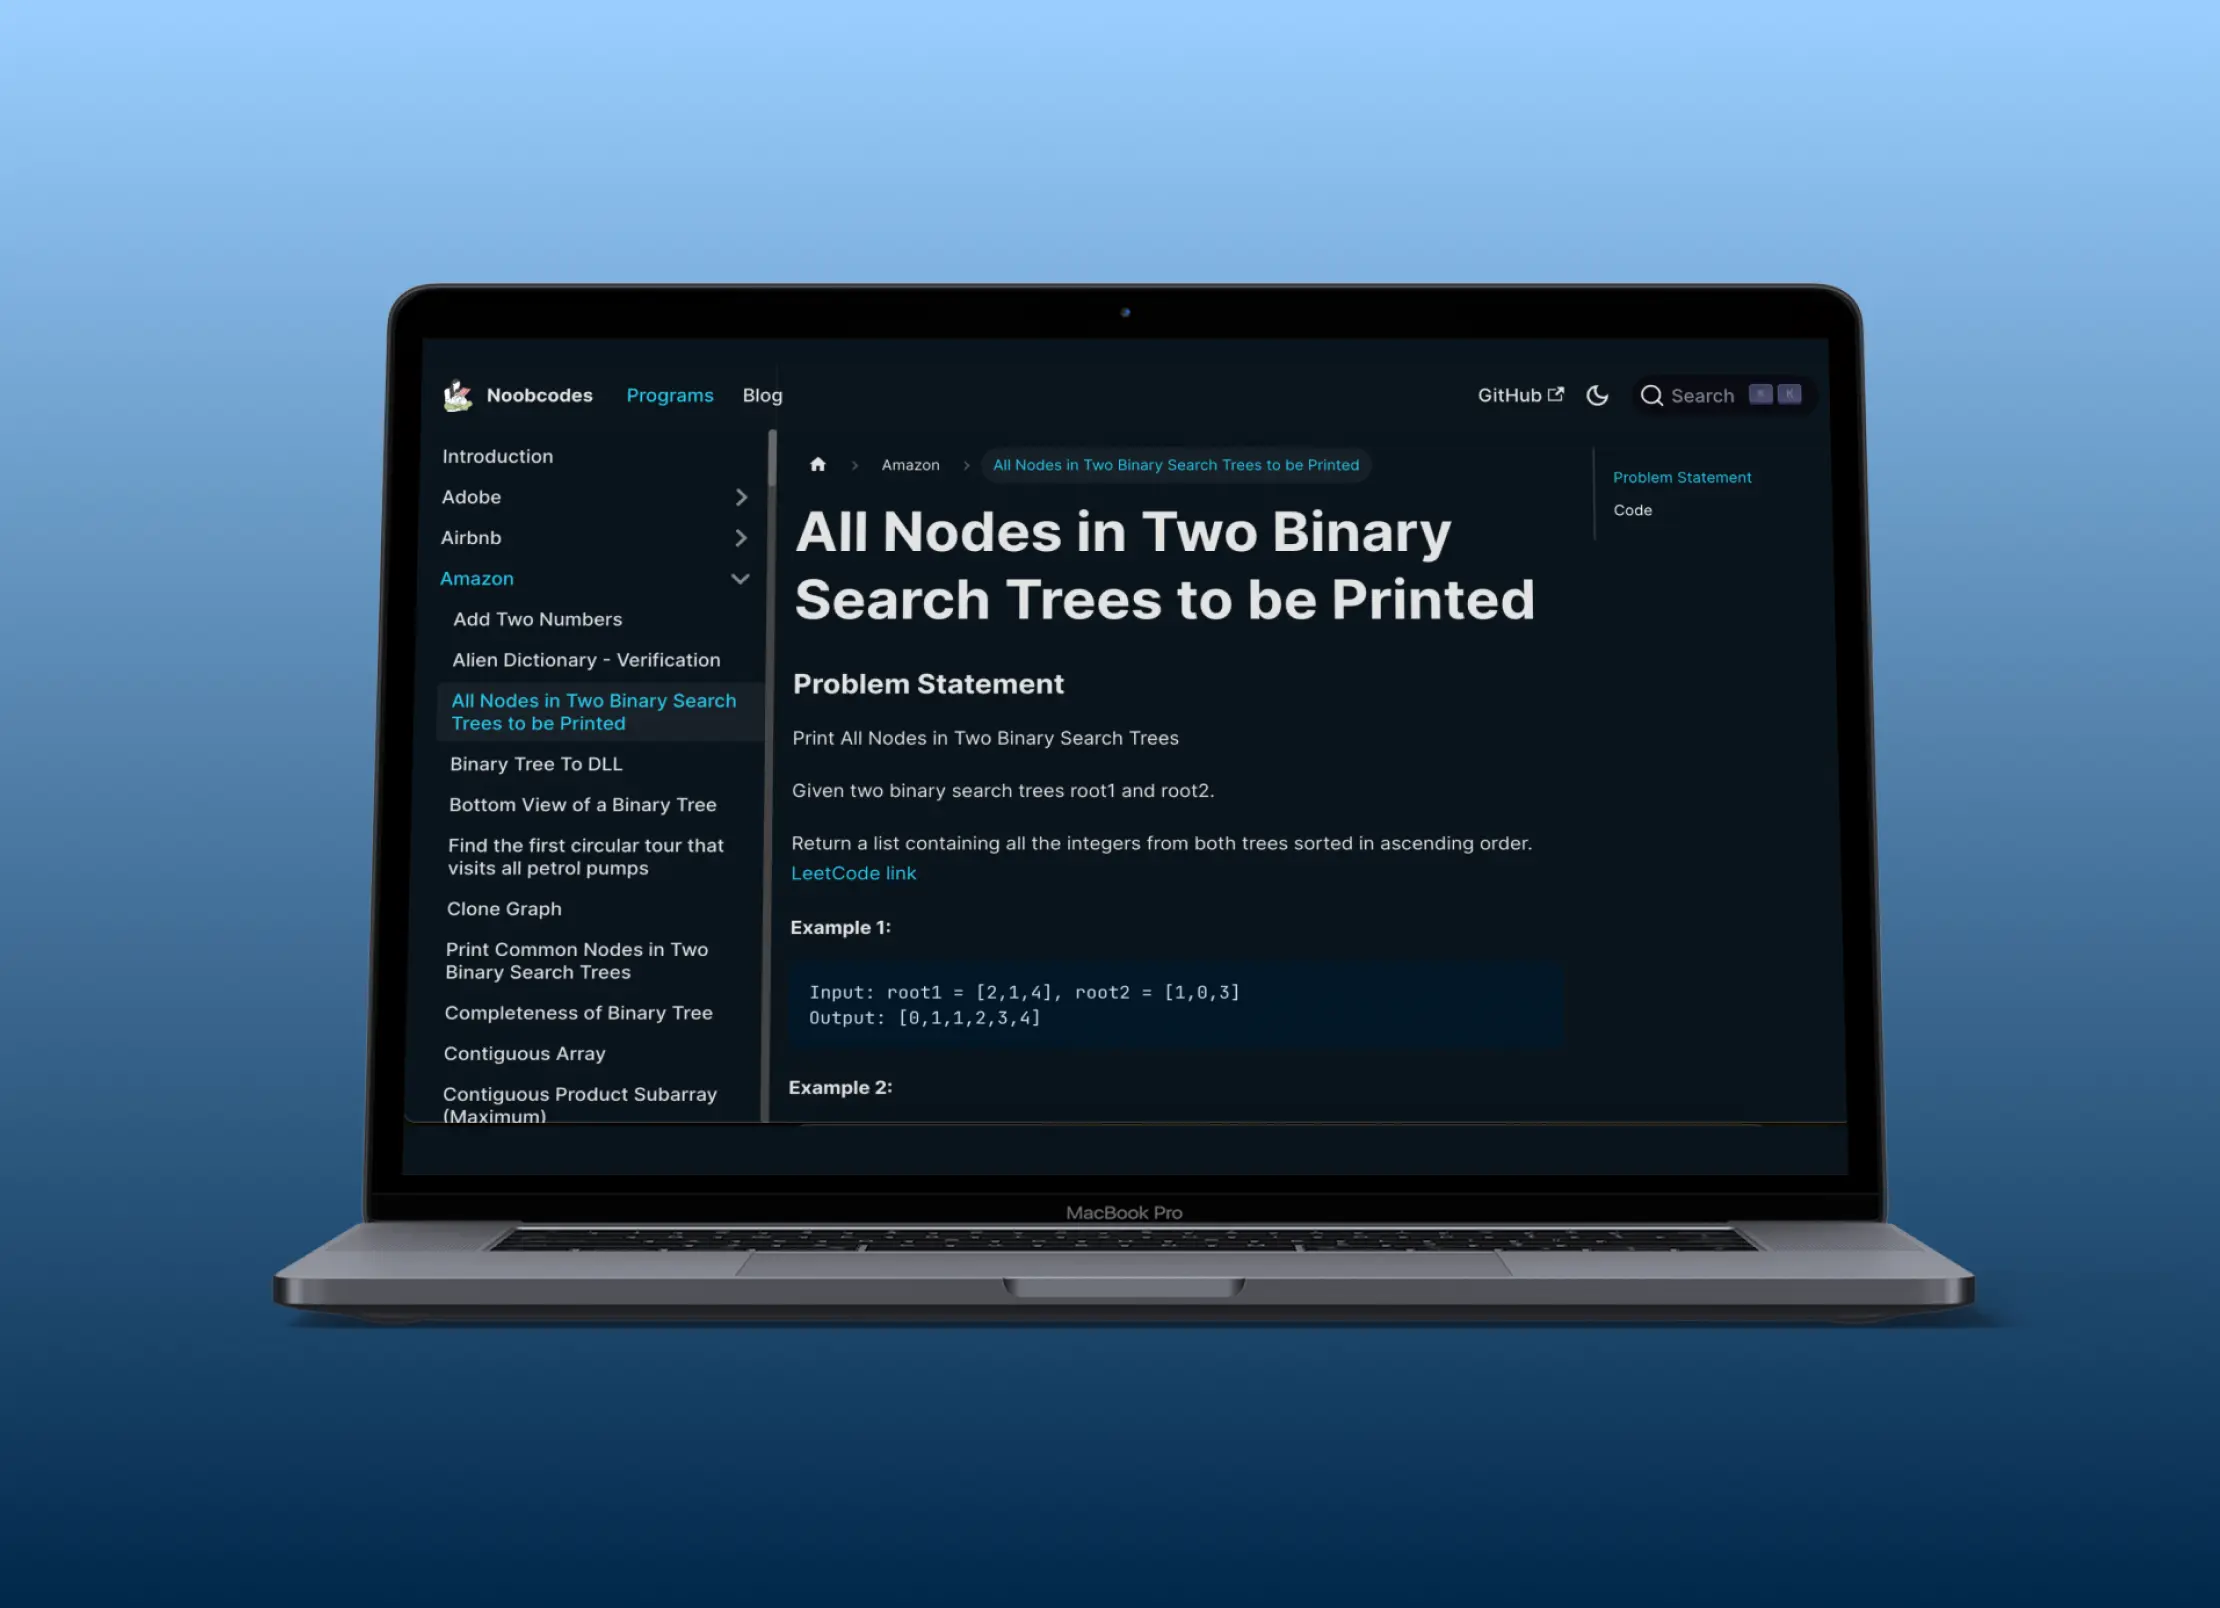 Noobcodes Programs Blog GitHub Search K
Introduction
Adobe
Airbnb
Amazon
Add Two Numbers
Alien Dictionary - Verification
All Nodes in Two Binary Search
Trees to be Printed
Binary Tree To DLL
Bottom View of a Binary Tree
Find the first circular tour that
visits all petrol pumps
Clone Graph
Print Common Nodes in Two
Binary Search Trees
Completeness of Binary Tree
Contiguous Array
Contiguous Product Subarray
(Maximum)
Amazon All Nodes in Two Binary Search Trees to be Printed
All Nodes in Two Binary
Search Trees to be Printed
Problem Statement
Print All Nodes in Two Binary Search Trees
Given two binary search trees root1 and root2.
Return a list containing all the integers from both trees sorted in ascending order.
LeetCode link
Example 1:
Input: root1 = [2,1,4], root2 = [1,0,3]
Output: [0,1,1,2,3,4]
Example 2:
Problem Statement
Code
MacBook Pro